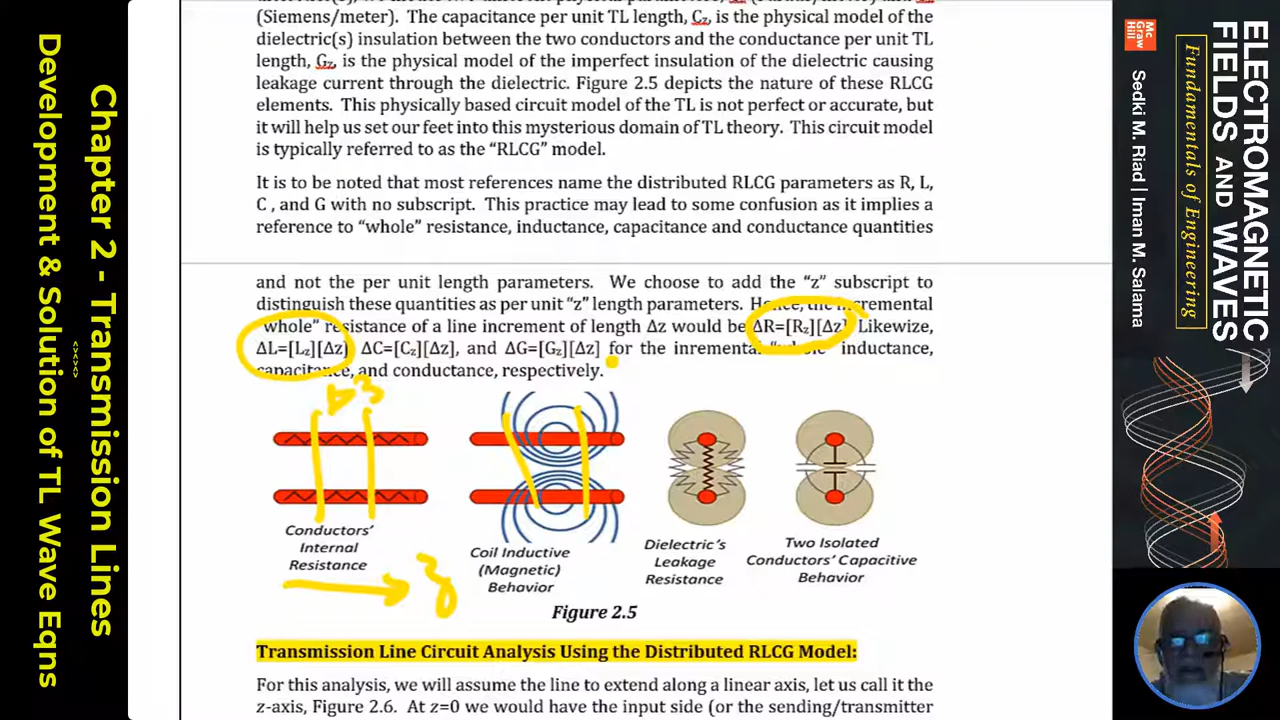 Chapter 2 - Transmission Lines
<><><>
Development & Solution of TL Wave Eqns
(Siemens/meter). The capacitance per unit TL length, Cz, is the physical model of the
dielectric(s) insulation between the two conductors and the conductance per unit TL
length, Gz, is the physical model of the imperfect insulation of the dielectric causing
leakage current through the dielectric. Figure 2.5 depicts the nature of these RLCG
elements. This physically based circuit model of the TL is not perfect or accurate, but
it will help us set our feet into this mysterious domain of TL theory. This circuit model
is typically referred to as the “RLCG” model.
It is to be noted that most references name the distributed RLCG parameters as R, L,
C , and G with no subscript. This practice may lead to some confusion as it implies a
reference to “whole” resistance, inductance, capacitance and conductance quantities
and not the per unit length parameters. We choose to add the “z” subscript to
distinguish these quantities as per unit “z” length parameters. Hence, the incremental
“whole” resistance of a line increment of length Δz would be ΔR=[Rz][Δz] Likewize,
ΔL=[Lz][Δz] ΔC=[Cz][Δz], and ΔG=[Gz][Δz] for the inremental “whole” inductance,
capacitance, and conductance, respectively.
Δz
Conductors’
Internal
Resistance
Coil Inductive
(Magnetic)
Behavior
Dielectric’s
Leakage
Resistance
Two Isolated
Conductors’ Capacitive
Behavior
z
Figure 2.5
Transmission Line Circuit Analysis Using the Distributed RLCG Model:
For this analysis, we will assume the line to extend along a linear axis, let us call it the
z-axis, Figure 2.6. At z=0 we would have the input side (or the sending/transmitter
ELECTROMAGNETIC
FIELDS AND WAVES
Fundamentals of Engineering
Mc
Graw
Hill
Sedki M. Riad | Iman M. Salama